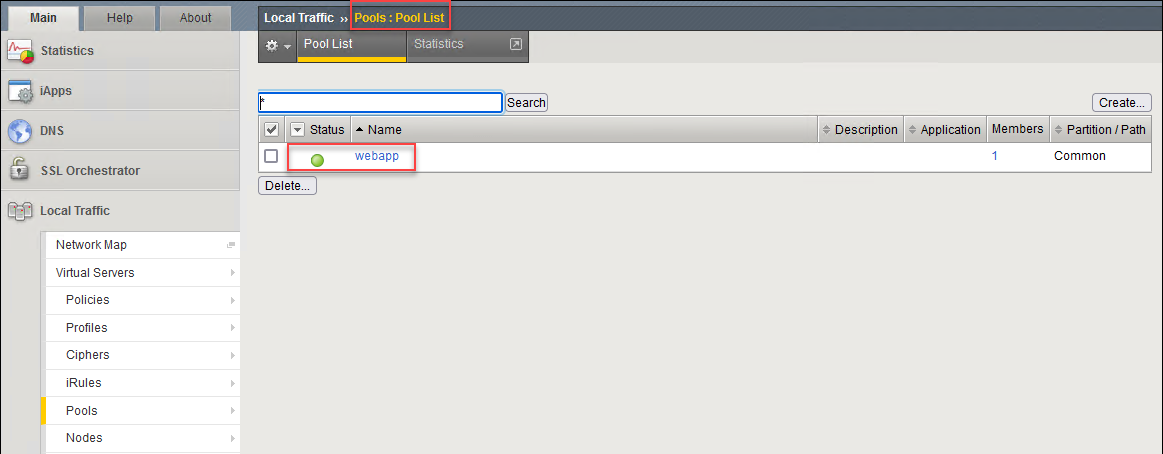 Main Help About
Local Traffic ›› Pools : Pool List
Pool List Statistics
Statistics
iApps
DNS
SSL Orchestrator
Local Traffic
Network Map
Virtual Servers
Policies
Profiles
Ciphers
iRules
Pools
Nodes
* Search Create...
Status Name Description Application Members Partition / Path
webapp 1 Common
Delete...